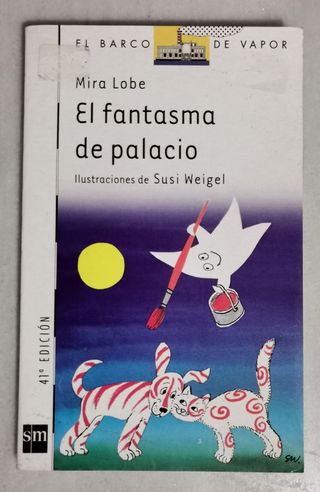 EL BARCO DE VAPOR
Mira Lobe
El fantasma
de palacio
Ilustraciones de Susi Weigel
41ª EDICIÓN
sm
SW.